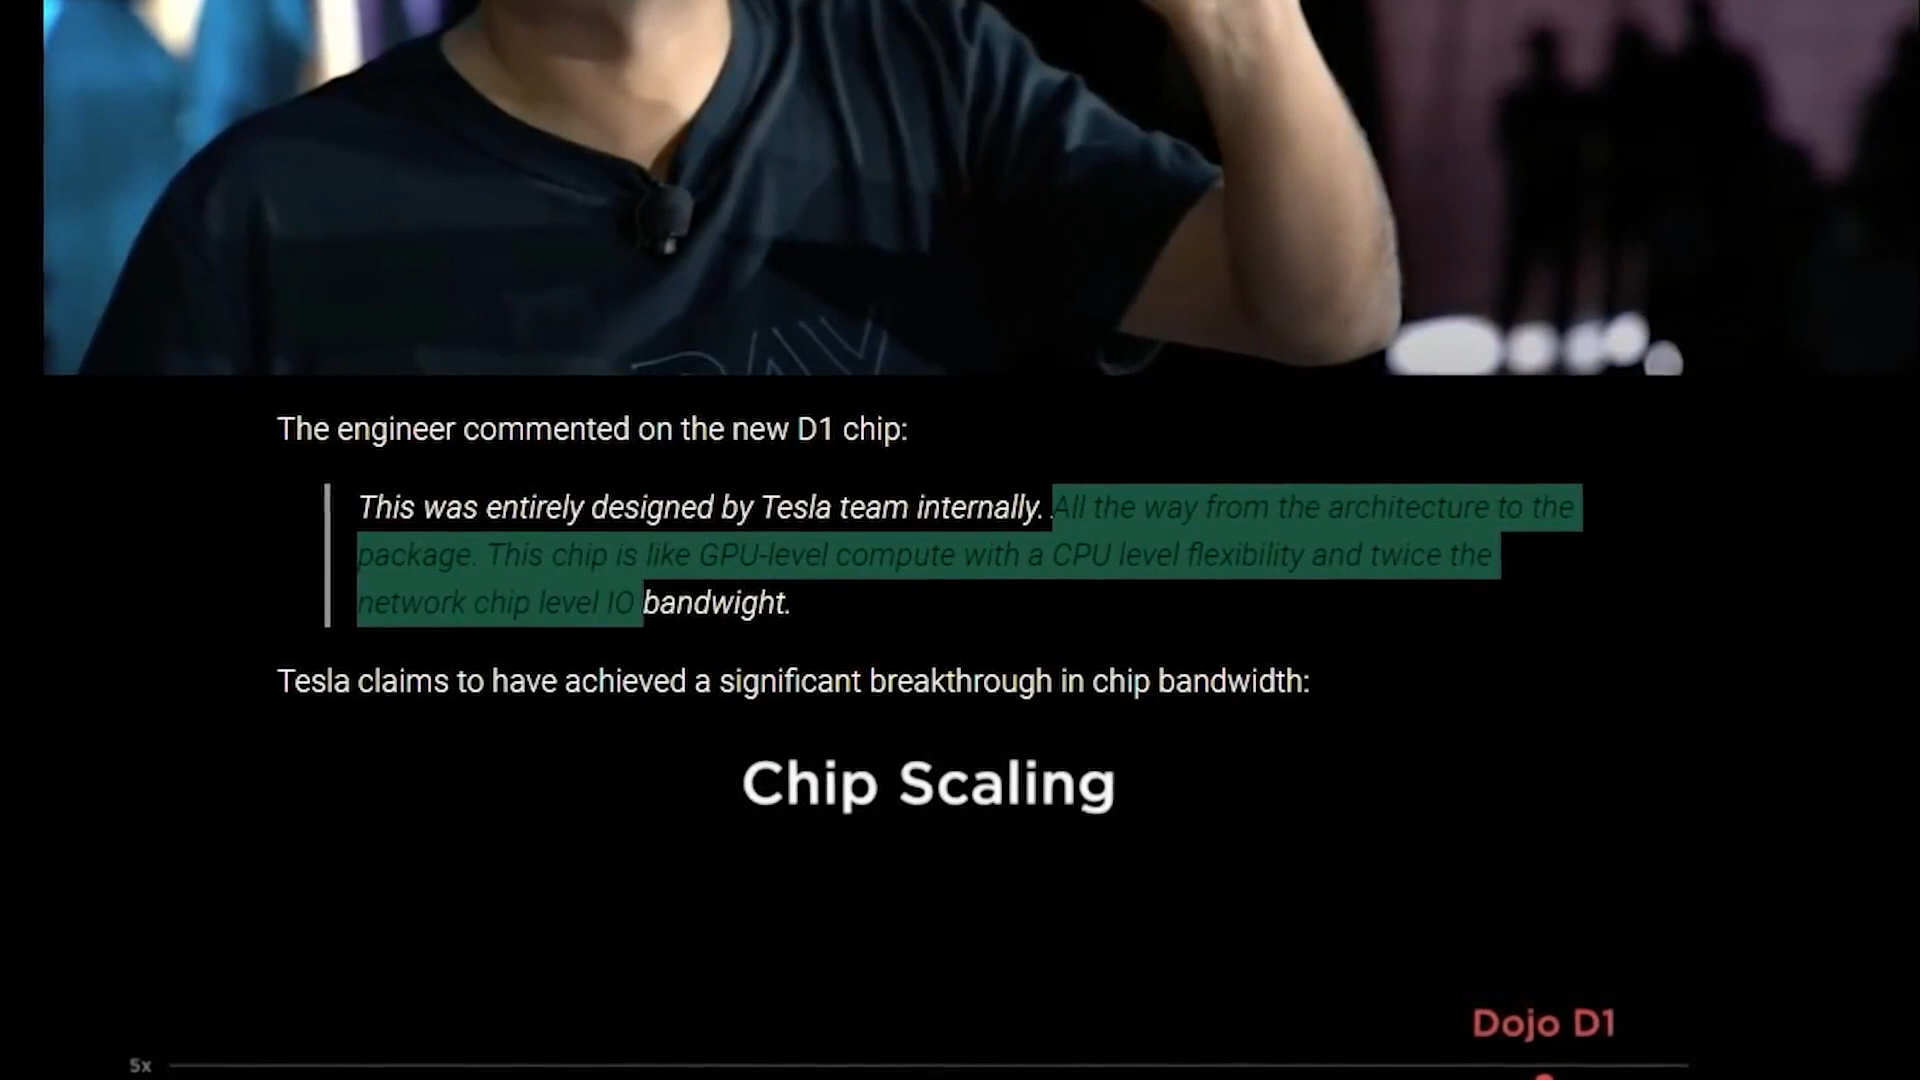 The engineer commented on the new D1 chip:
This was entirely designed by Tesla team internally. All the way from the architecture to the
package. This chip is like GPU-level compute with a CPU level flexibility and twice the
network chip level IO bandwight.
Tesla claims to have achieved a significant breakthrough in chip bandwidth:
Chip Scaling
Dojo D1
5x